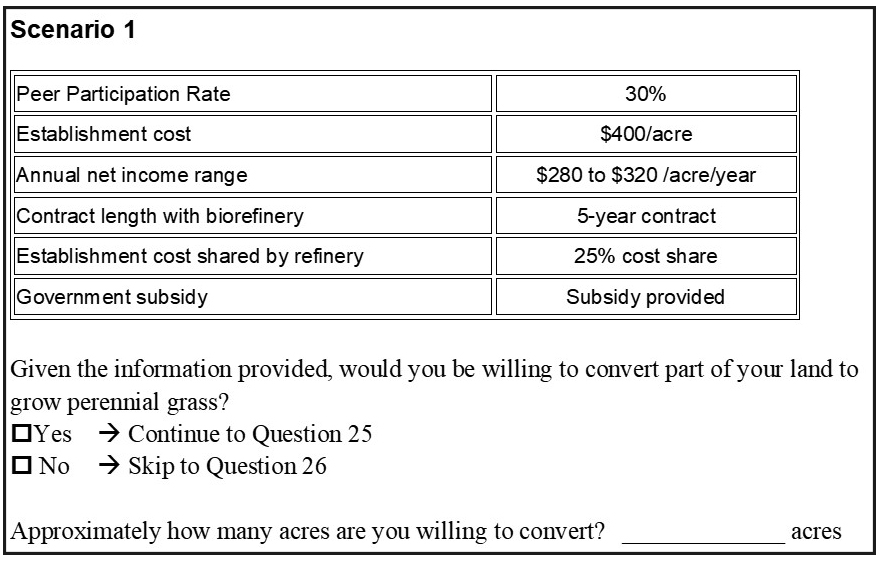 Scenario 1
Peer Participation Rate 30%
Establishment cost $400/acre
Annual net income range $280 to $320 /acre/year
Contract length with biorefinery 5-year contract
Establishment cost shared by refinery 25% cost share
Government subsidy Subsidy provided
Given the information provided, would you be willing to convert part of your land to
grow perennial grass?
☐Yes → Continue to Question 25
☐ No → Skip to Question 26
Approximately how many acres are you willing to convert? _____________ acres